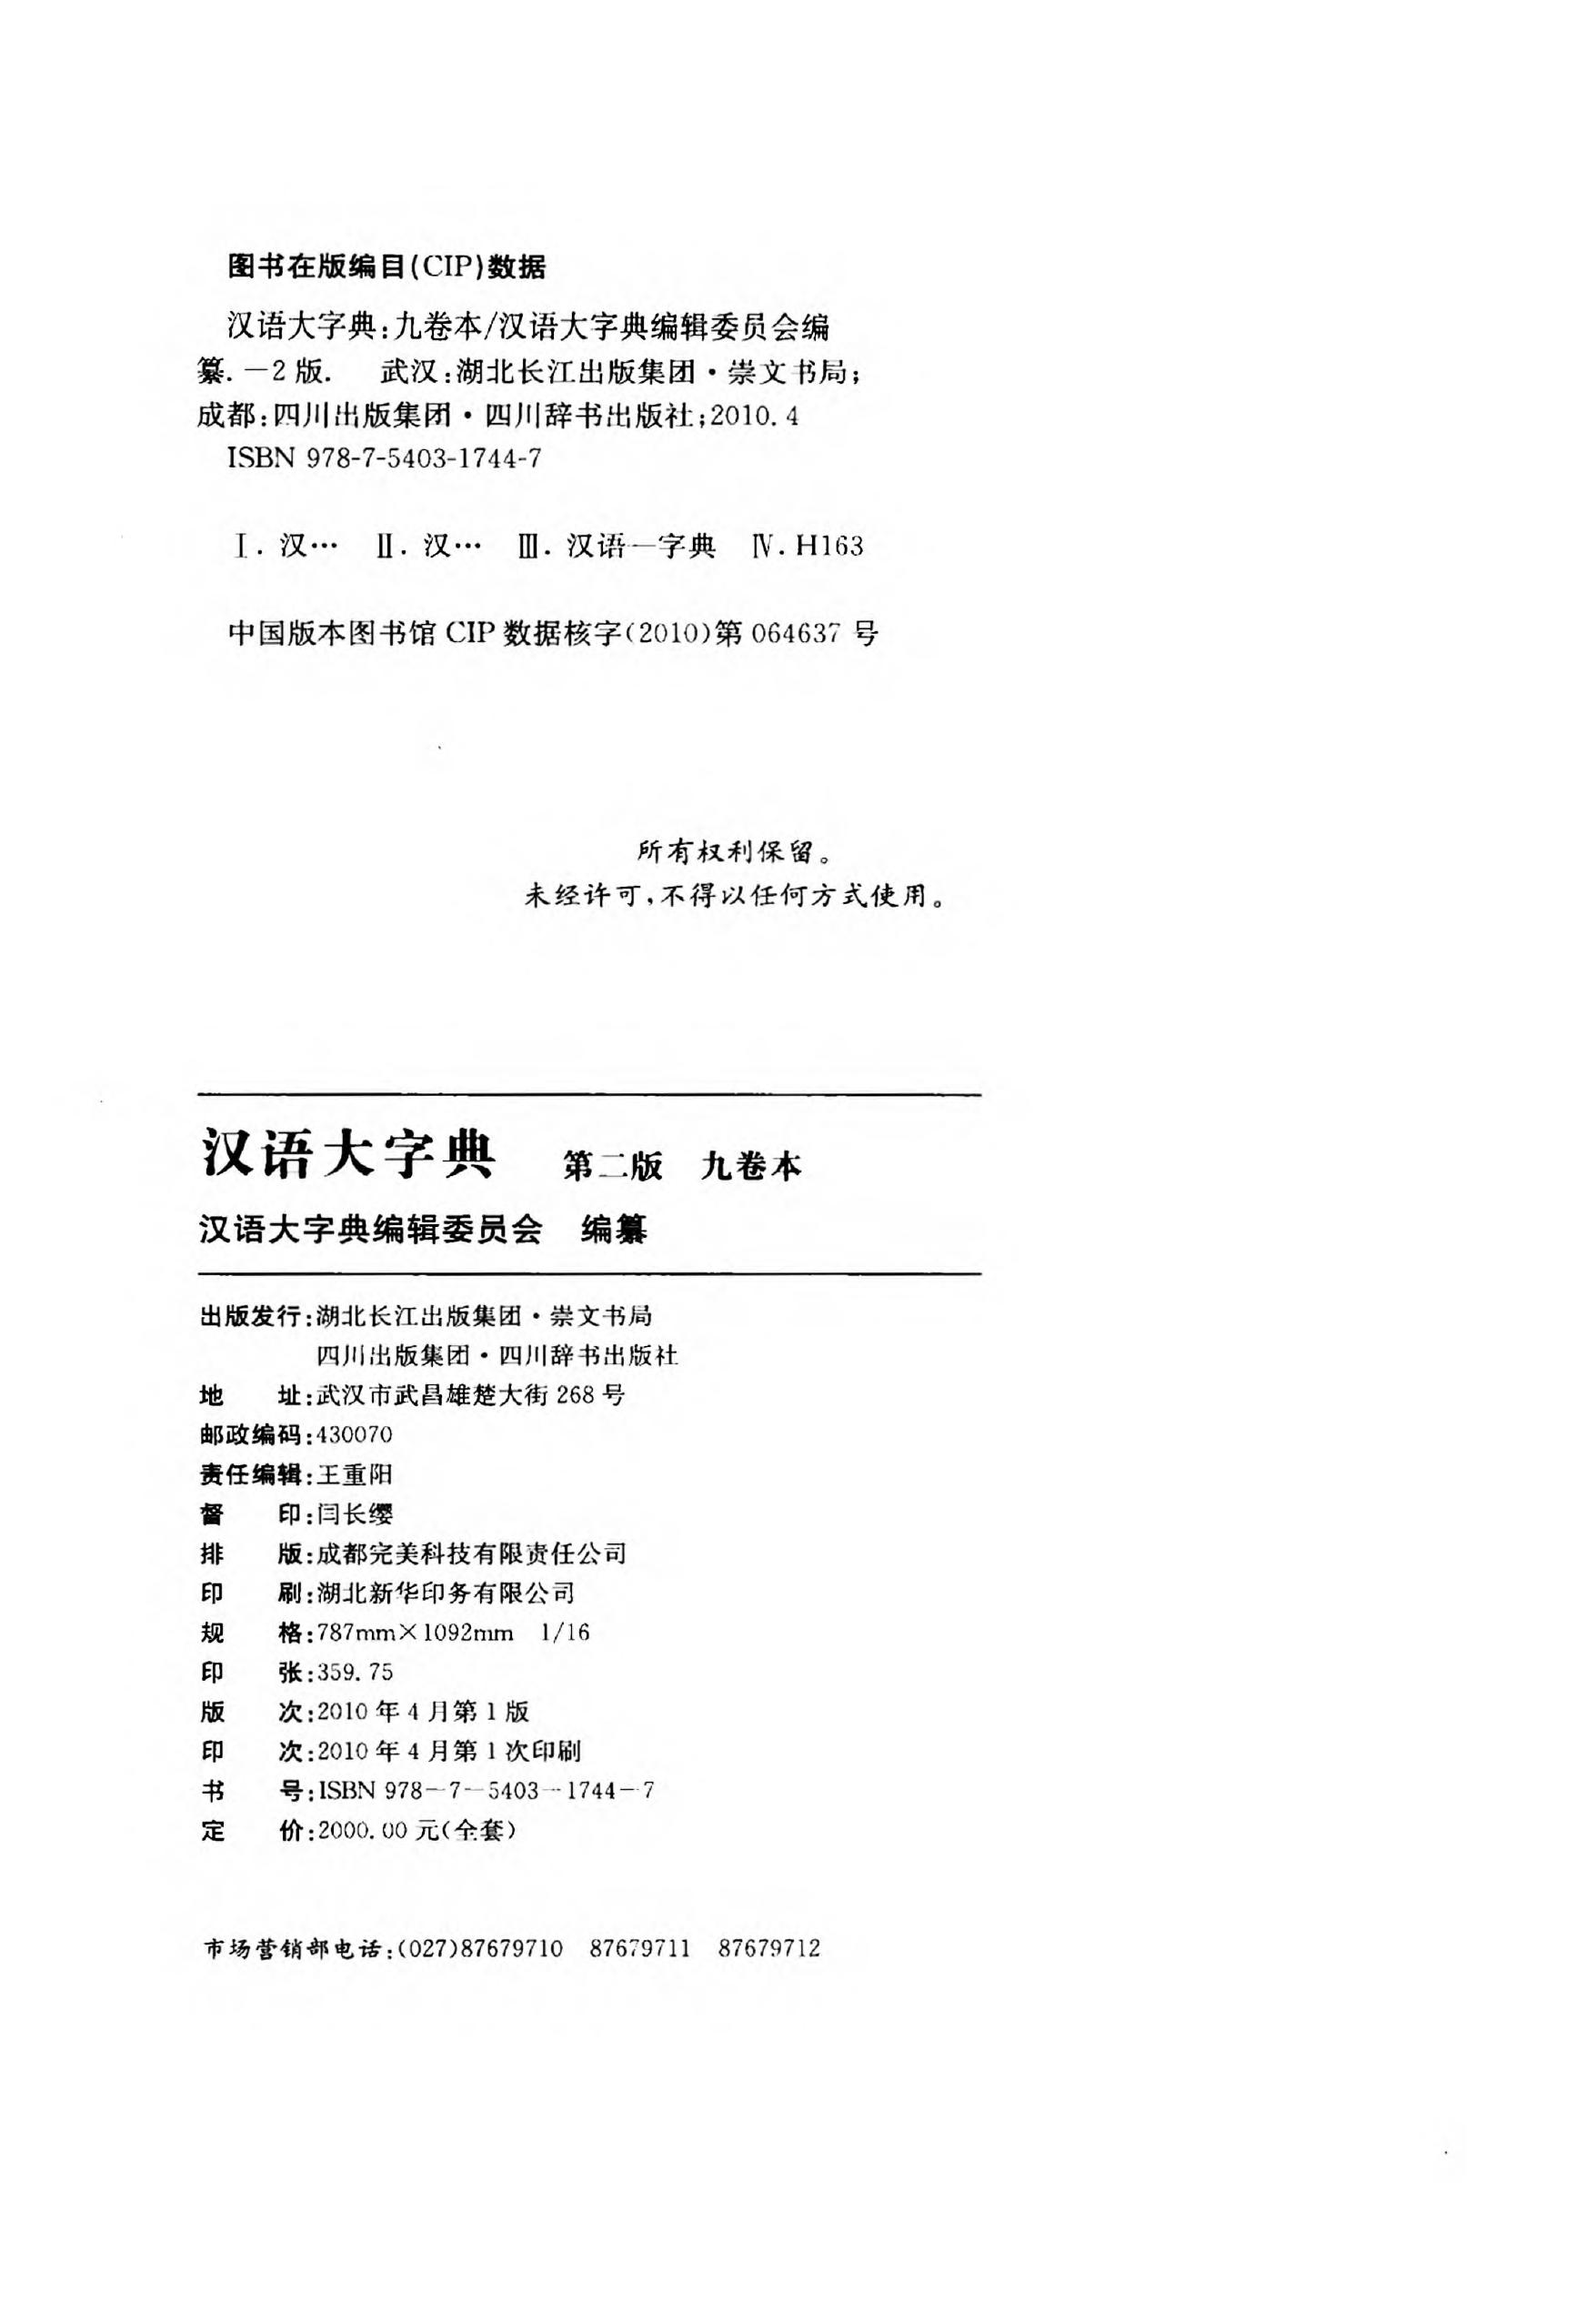 图书在版编目(CIP)数据
汉语大字典:九卷本/汉语大字典编辑委员会编
纂.—2版. 武汉:湖北长江出版集团·崇文书局;
成都:四川出版集团·四川辞书出版社;2010.4
ISBN 978-7-5403-1744-7
Ⅰ.汉… Ⅱ.汉… Ⅲ.汉语—字典 Ⅳ.H163
中国版本图书馆CIP数据核字(2010)第064637号
所有权利保留。
未经许可,不得以任何方式使用。
汉语大字典 第二版 九卷本
汉语大字典编辑委员会 编纂
出版发行:湖北长江出版集团·崇文书局
四川出版集团·四川辞书出版社
地 址:武汉市武昌雄楚大街268号
邮政编码:430070
责任编辑:王重阳
督 印:闫长缨
排 版:成都完美科技有限责任公司
印 刷:湖北新华印务有限公司
规 格:787mm×1092mm 1/16
印 张:359.75
版 次:2010年4月第1版
印 次:2010年4月第1次印刷
书 号:ISBN 978-7-5403-1744-7
定 价:2000.00元(全套)
市场营销部电话:(027)87679710 87679711 87679712